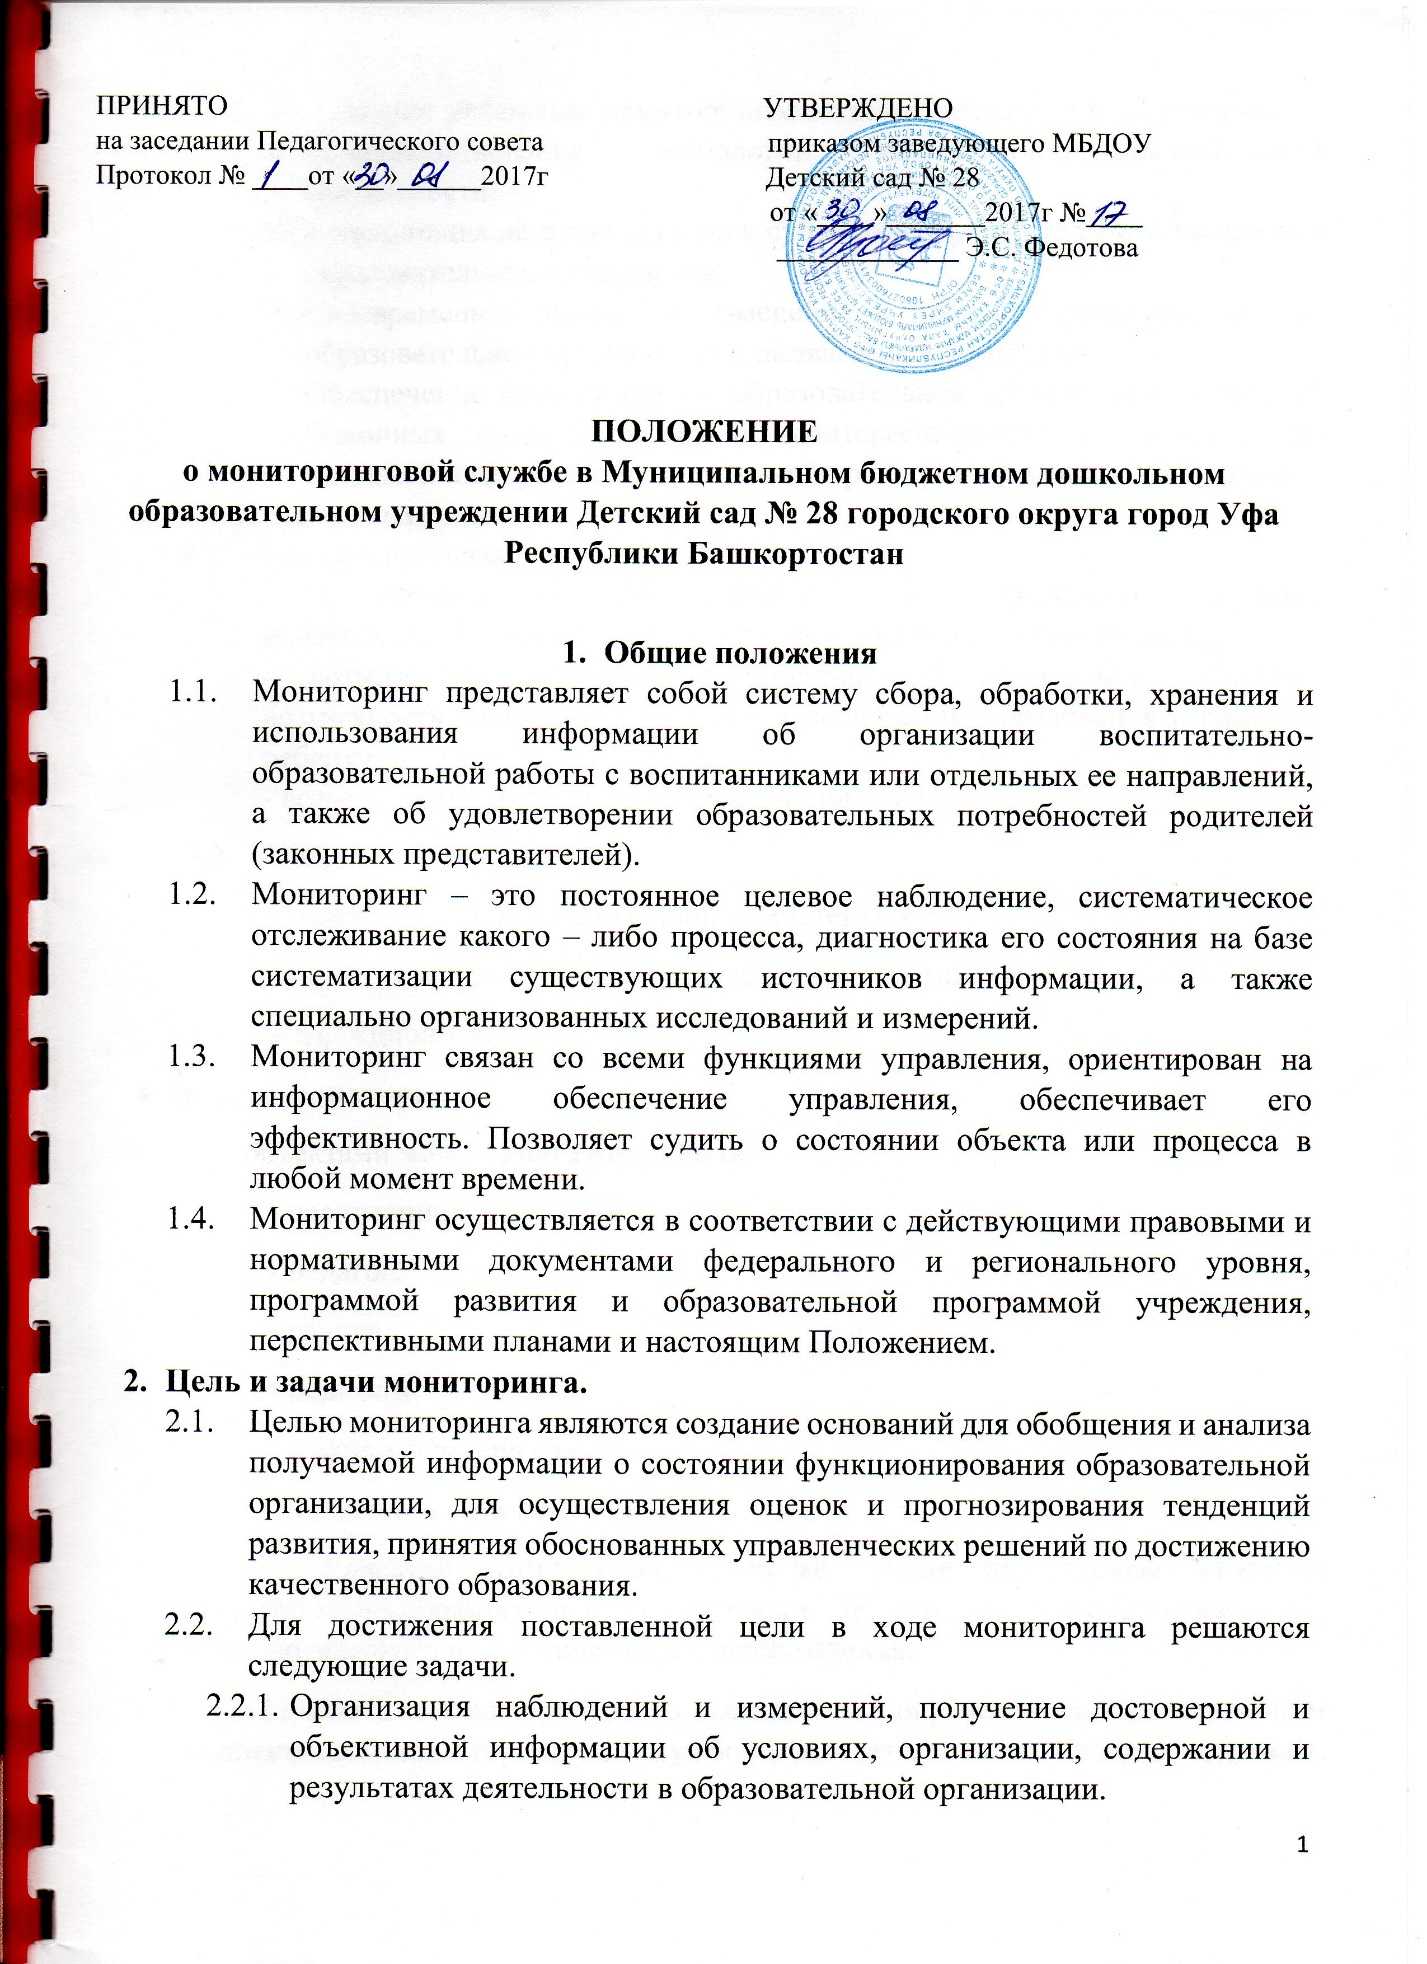 ПРИНЯТО УТВЕРЖДЕНО
на заседании Педагогического совета приказом заведующего МБДОУ
Протокол № 1 от «30» 08 2017г Детский сад № 28
от « 30 » 08 2017г № 17
Э.С. Федотова
ПОЛОЖЕНИЕ
о мониторинговой службе в Муниципальном бюджетном дошкольном
образовательном учреждении Детский сад № 28 городского округа город Уфа
Республики Башкортостан
1. Общие положения
1.1. Мониторинг представляет собой систему сбора, обработки, хранения и
использования информации об организации воспитательно-
образовательной работы с воспитанниками или отдельных ее направлений,
а также об удовлетворении образовательных потребностей родителей
(законных представителей).
1.2. Мониторинг – это постоянное целевое наблюдение, систематическое
отслеживание какого – либо процесса, диагностика его состояния на базе
систематизации существующих источников информации, а также
специально организованных исследований и измерений.
1.3. Мониторинг связан со всеми функциями управления, ориентирован на
информационное обеспечение управления, обеспечивает его
эффективность. Позволяет судить о состоянии объекта или процесса в
любой момент времени.
1.4. Мониторинг осуществляется в соответствии с действующими правовыми и
нормативными документами федерального и регионального уровня,
программой развития и образовательной программой учреждения,
перспективными планами и настоящим Положением.
2. Цель и задачи мониторинга.
2.1. Целью мониторинга являются создание оснований для обобщения и анализа
получаемой информации о состоянии функционирования образовательной
организации, для осуществления оценок и прогнозирования тенденций
развития, принятия обоснованных управленческих решений по достижению
качественного образования.
2.2. Для достижения поставленной цели в ходе мониторинга решаются
следующие задачи.
2.2.1. Организация наблюдений и измерений, получение достоверной и
объективной информации об условиях, организации, содержании и
результатах деятельности в образовательной организации.
1